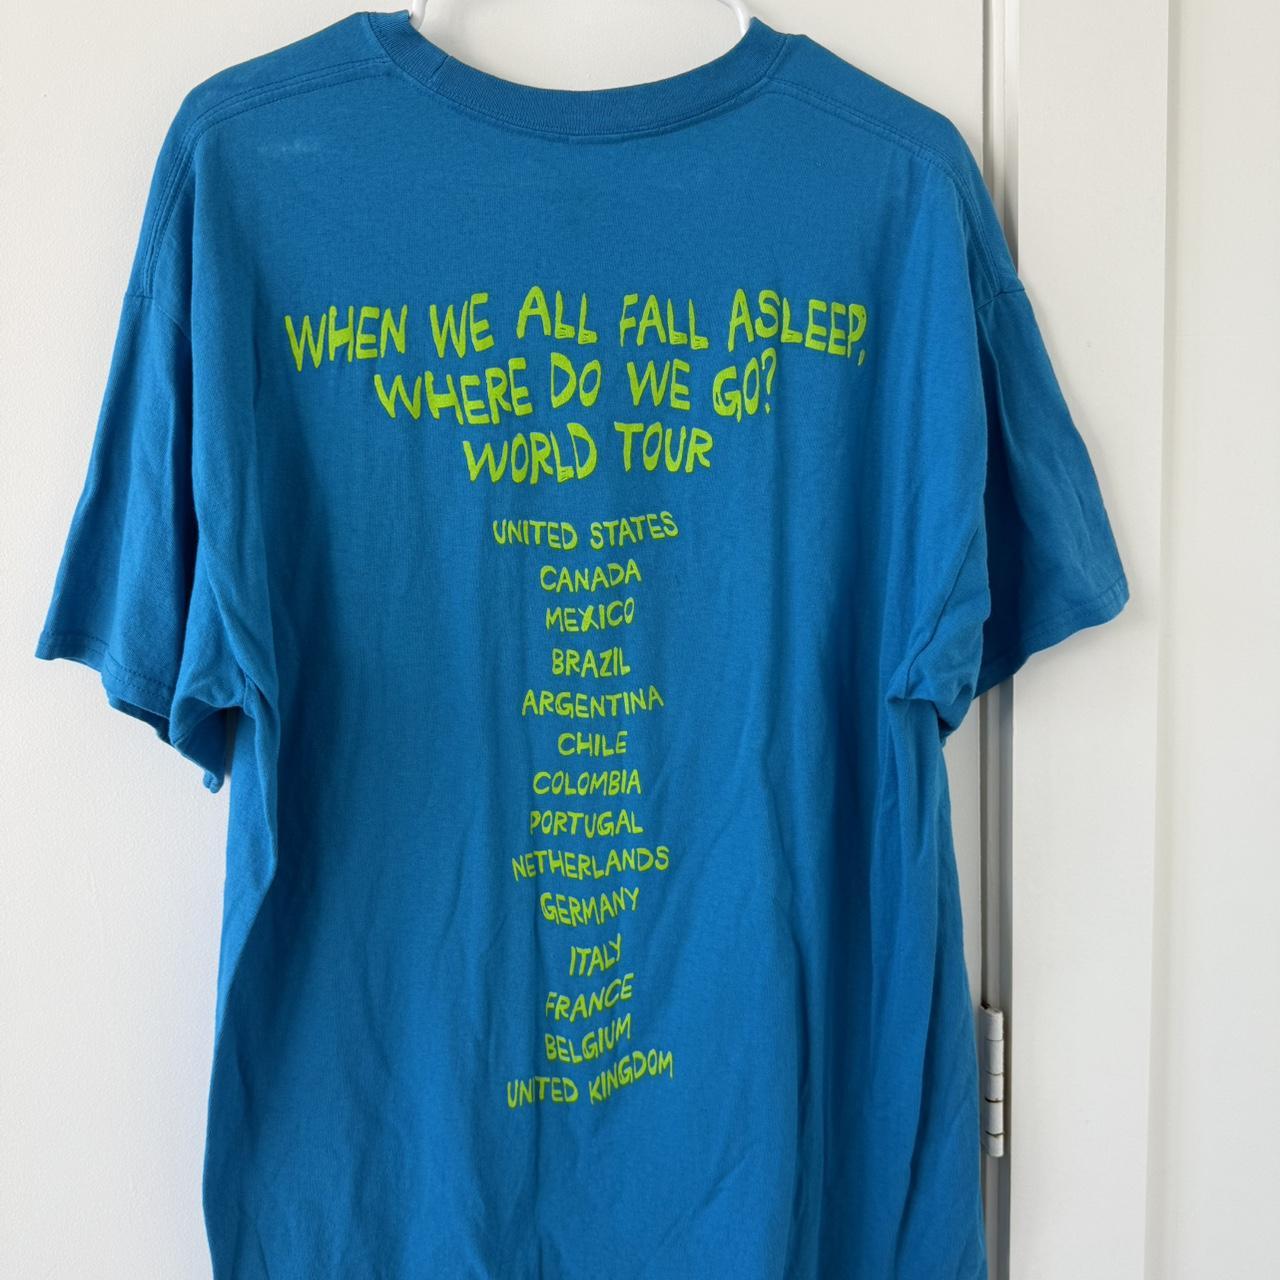 WHEN WE ALL FALL ASLEEP,
WHERE DO WE GO?
WORLD TOUR
UNITED STATES
CANADA
MEXICO
BRAZIL
ARGENTINA
CHILE
COLOMBIA
PORTUGAL
NETHERLANDS
GERMANY
ITALY
FRANCE
BELGIUM
UNITED KINGDOM